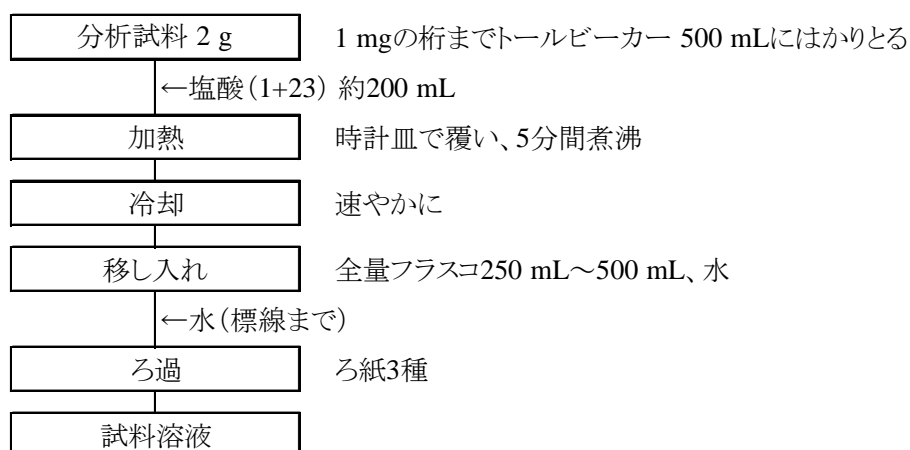 分析試料 2 g 1 mgの桁までトールビーカー 500 mLにはかりとる
←塩酸(1+23) 約200 mL
加熱 時計皿で覆い、5分間煮沸
冷却 速やかに
移し入れ 全量フラスコ250 mL～500 mL、水
←水(標線まで)
ろ過 ろ紙3種
試料溶液